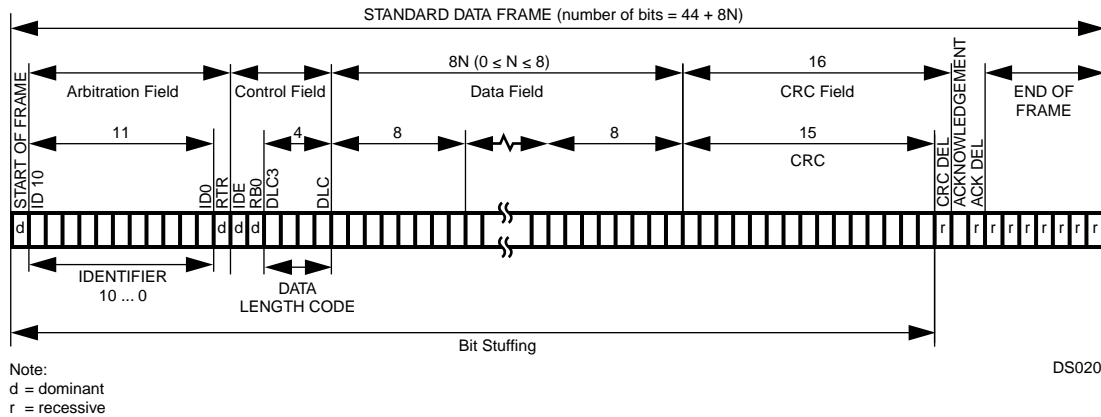 STANDARD DATA FRAME (number of bits = 44 + 8N)
8N (0 ≤ N ≤ 8)
16
Arbitration Field
Control Field
Data Field
CRC Field
END OF
FRAME
11
4
8
8
15
CRC
START OF FRAME
ID 10
ID0
RTR
IDE
RB0
DLC3
DLC
CRC DEL
ACKNOWLEDGEMENT
ACK DEL
d d d d r r r r r r r r r
IDENTIFIER
10 ... 0
DATA
LENGTH CODE
Bit Stuffing
Note:
d = dominant
r = recessive
DS020